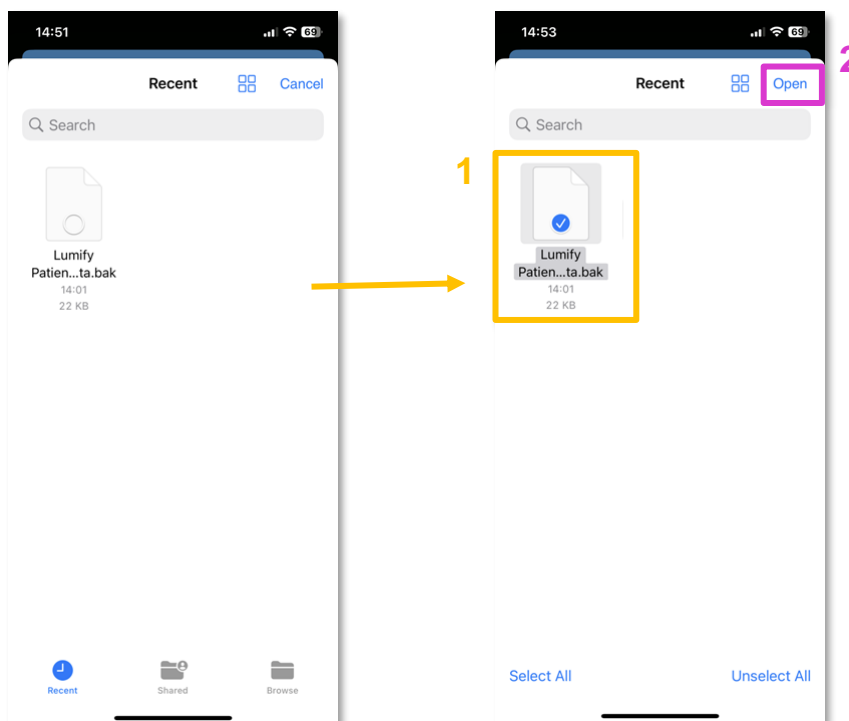 14:51
69
Recent
Cancel
Search
Lumify
Patien...ta.bak
14:01
22 KB
Recent
Shared
Browse
1
2
14:53
69
Recent
Open
Search
Lumify
Patien...ta.bak
14:01
22 KB
Select All
Unselect All